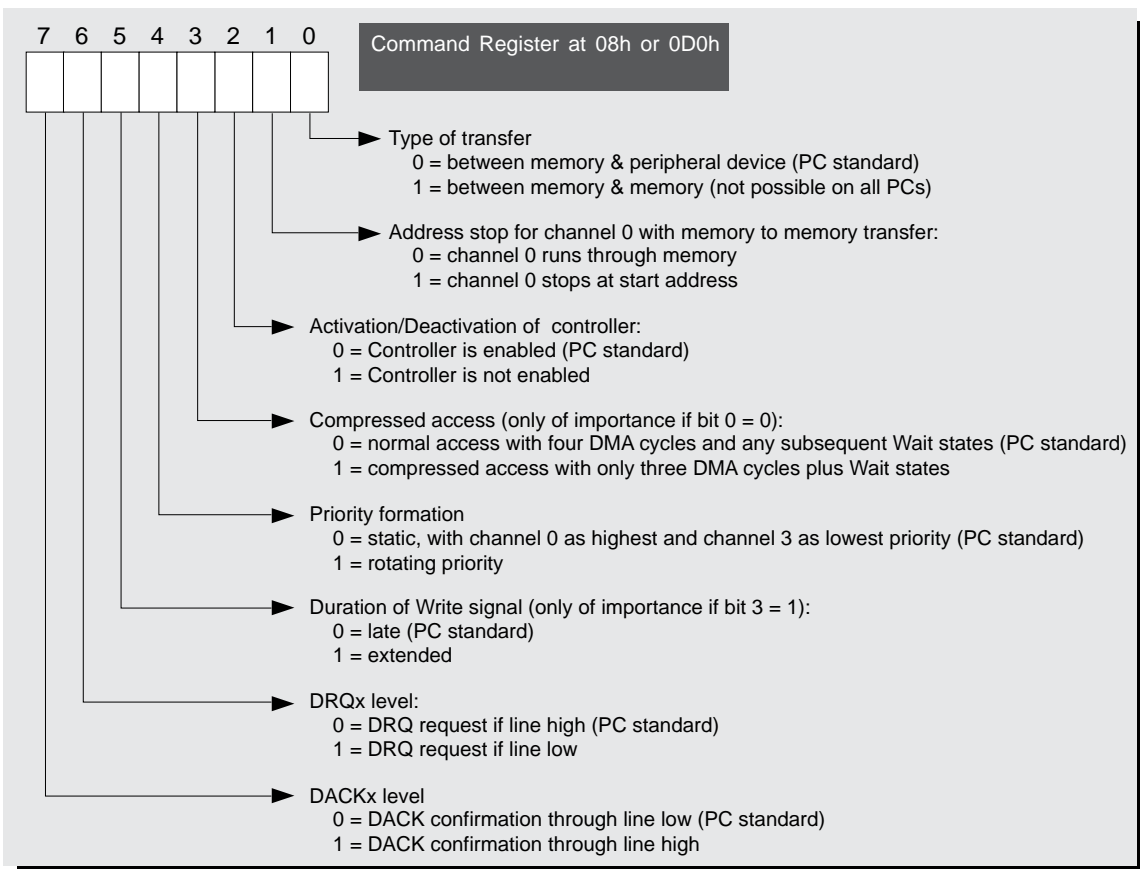 7 6 5 4 3 2 1 0
Command Register at 08h or 0D0h
Type of transfer
0 = between memory & peripheral device (PC standard)
1 = between memory & memory (not possible on all PCs)
Address stop for channel 0 with memory to memory transfer:
0 = channel 0 runs through memory
1 = channel 0 stops at start address
Activation/Deactivation of controller:
0 = Controller is enabled (PC standard)
1 = Controller is not enabled
Compressed access (only of importance if bit 0 = 0):
0 = normal access with four DMA cycles and any subsequent Wait states (PC standard)
1 = compressed access with only three DMA cycles plus Wait states
Priority formation
0 = static, with channel 0 as highest and channel 3 as lowest priority (PC standard)
1 = rotating priority
Duration of Write signal (only of importance if bit 3 = 1):
0 = late (PC standard)
1 = extended
DRQx level:
0 = DRQ request if line high (PC standard)
1 = DRQ request if line low
DACKx level
0 = DACK confirmation through line low (PC standard)
1 = DACK confirmation through line high